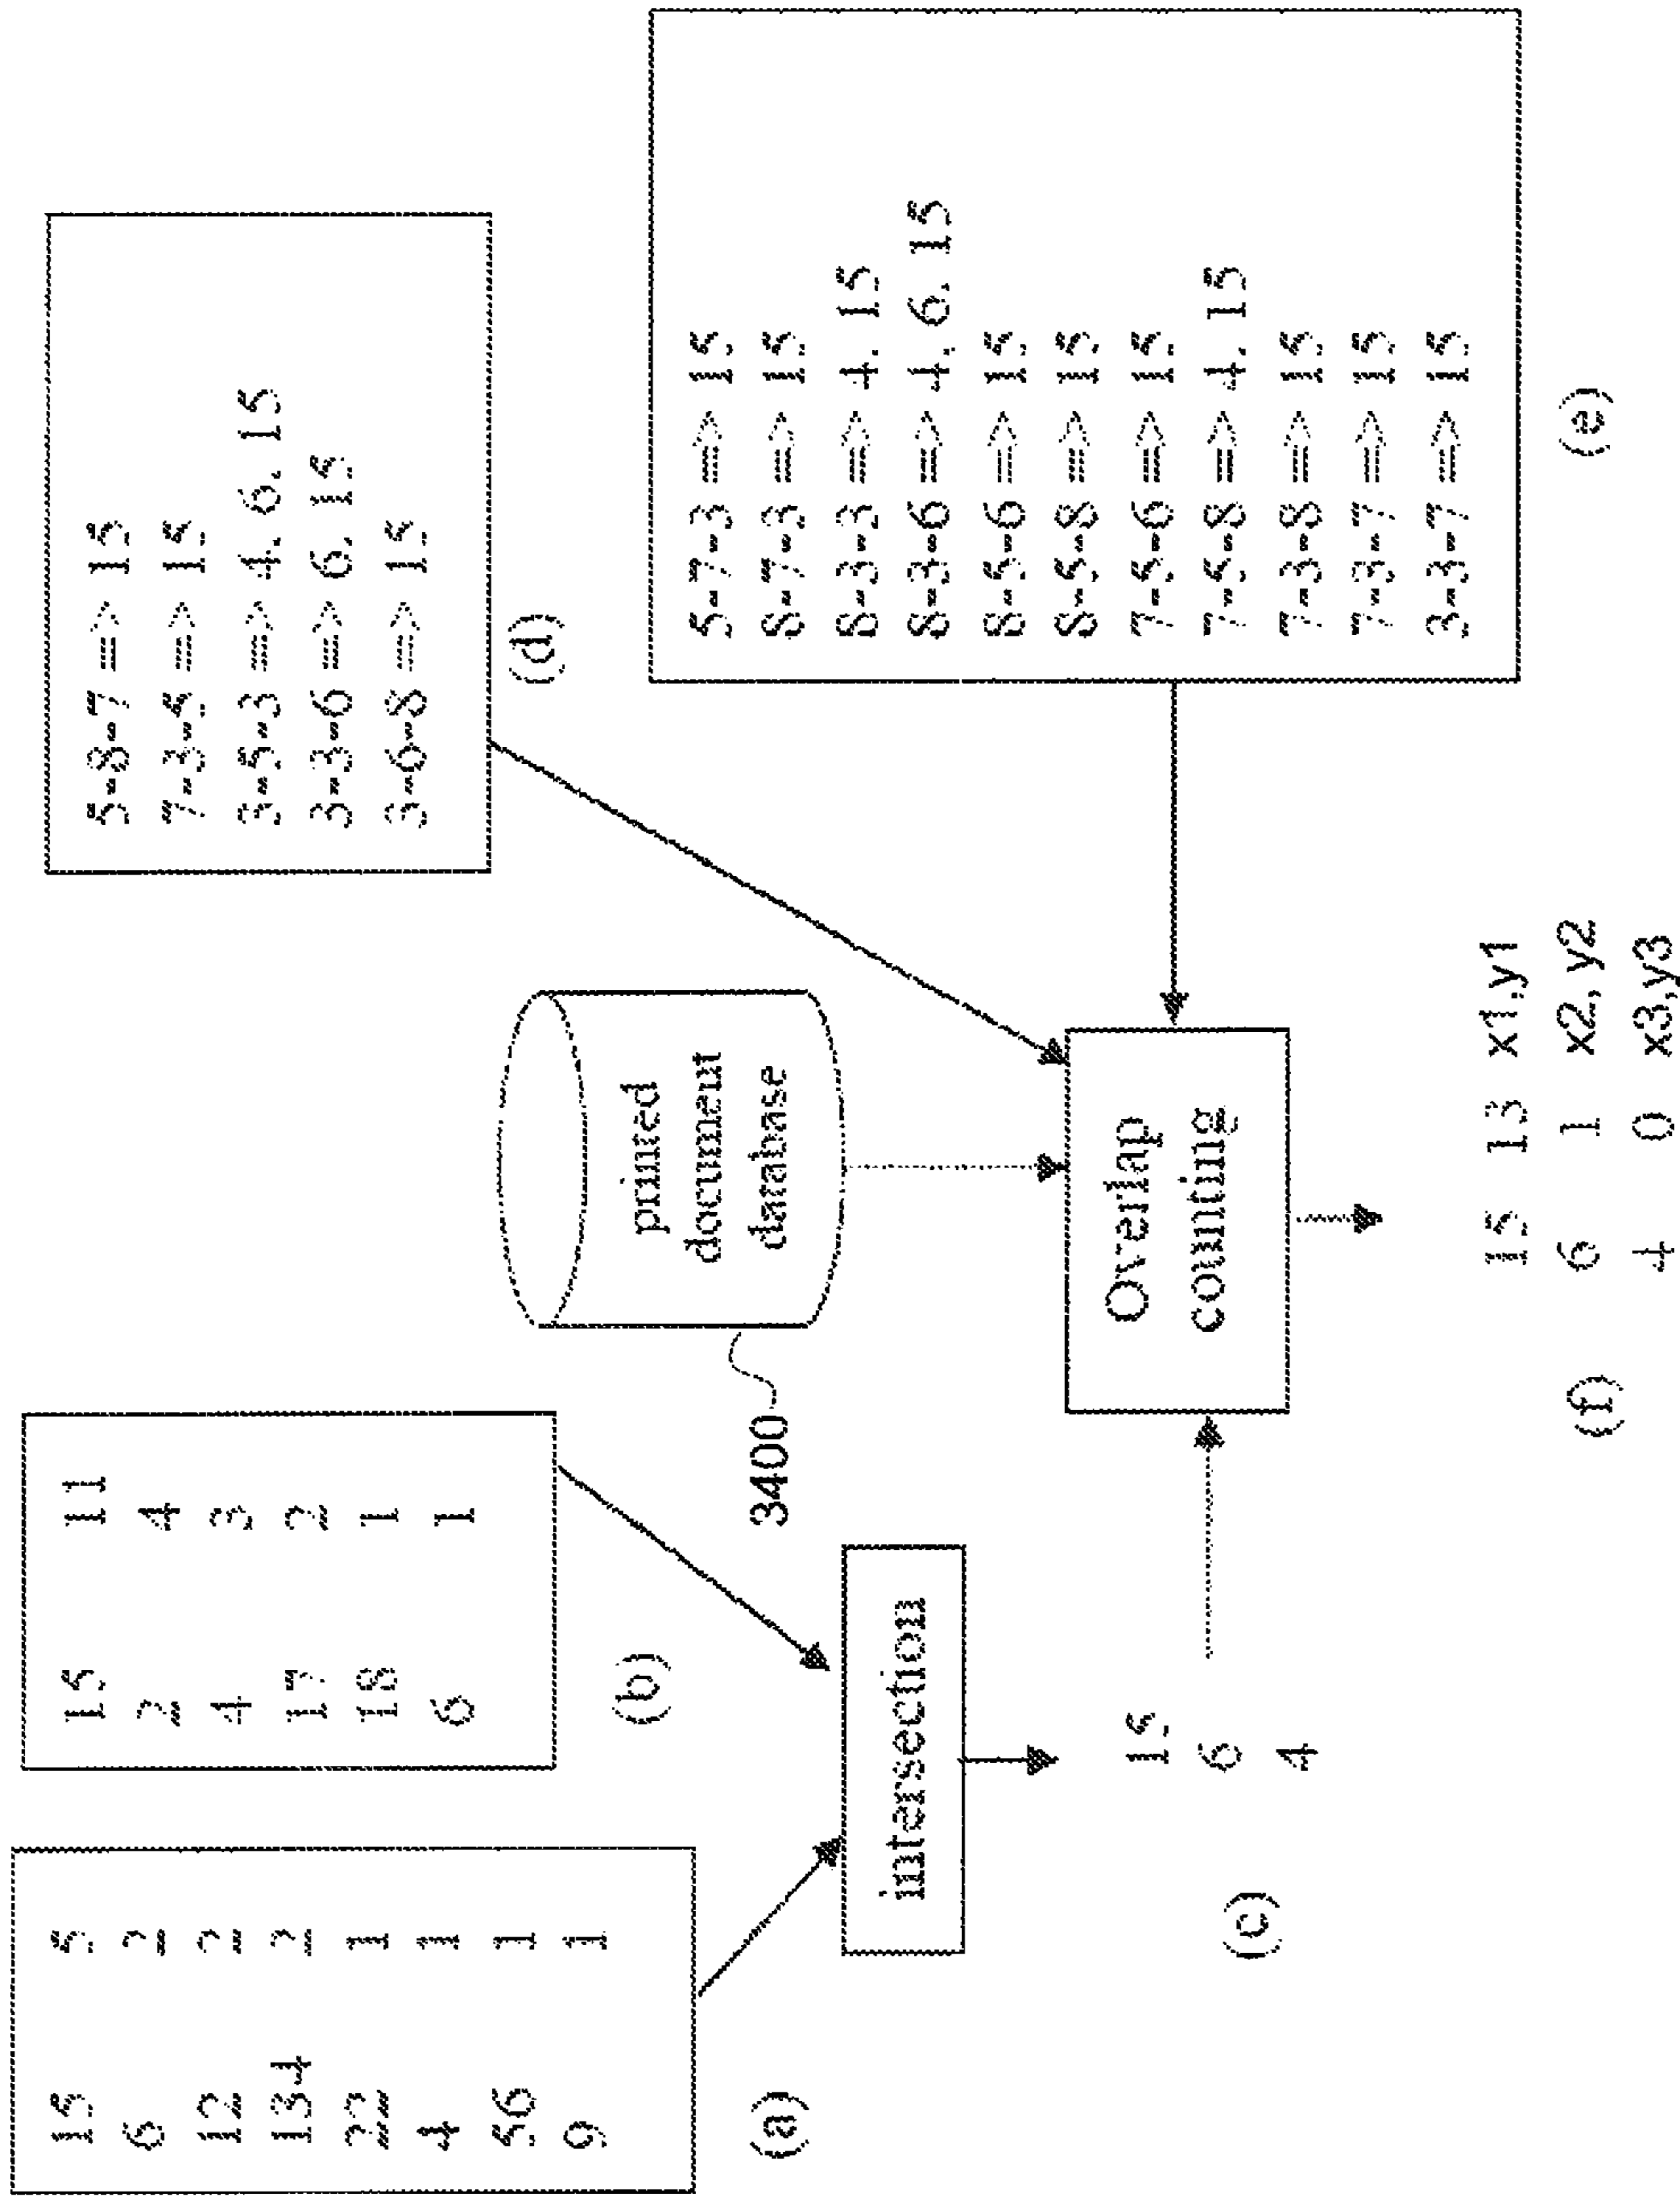 15 5
6 2
12 2
134 2
22 1
4 1
56 1
9 1
(a)
15 11
2 4
4 3
17 2
18 1
6 1
(b)
intersection
15
6
4
(c)
3400
printed
document
database
5-8-7 => 15
7-3-5 => 15
3-5-3 => 4, 6, 15
3-3-6 => 6, 15
3-6-8 => 15
(d)
5-7-3 => 15
8-7-3 => 15
8-3-3 => 4, 15
8-3-6 => 4, 6, 15
8-5-6 => 15
8-5-8 => 15
7-5-6 => 15
7-5-8 => 4, 15
7-3-8 => 15
7-3-7 => 15
3-3-7 => 15
(e)
Overlap
counting
15 13 x1,y1
6 1 x2,y2
4 0 x3,y3
(f)